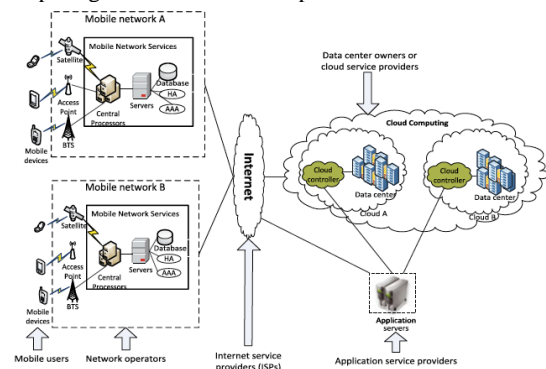 Mobile network A
Satellite
Mobile Network Services
Database
HA
AAA
Servers
Central
Processors
Access
Point
BTS
Mobile
devices
Mobile network B
Satellite
Mobile Network Services
Database
HA
AAA
Servers
Central
Processors
Access
Point
BTS
Mobile
devices
Mobile users
Network operators
Internet
Internet service
providers (ISPs)
Data center owners or
cloud service providers
Cloud Computing
Cloud
controller
Data center
Cloud A
Cloud
controller
Data center
Cloud B
Application
servers
Application service providers